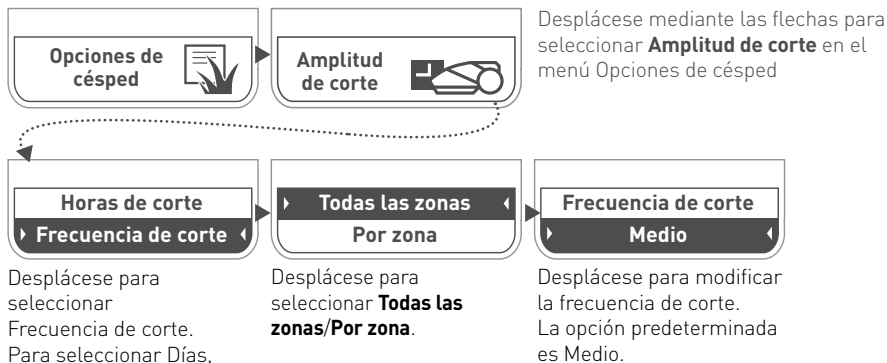 Opciones de
césped
Amplitud
de corte
Desplácese mediante las flechas para
seleccionar Amplitud de corte en el
menú Opciones de césped
Horas de corte
Frecuencia de corte
Todas las zonas
Por zona
Frecuencia de corte
Medio
Desplácese para
seleccionar
Frecuencia de corte.
Para seleccionar Días,
Desplácese para
seleccionar Todas las
zonas/Por zona.
Desplácese para modificar
la frecuencia de corte.
La opción predeterminada
es Medio.